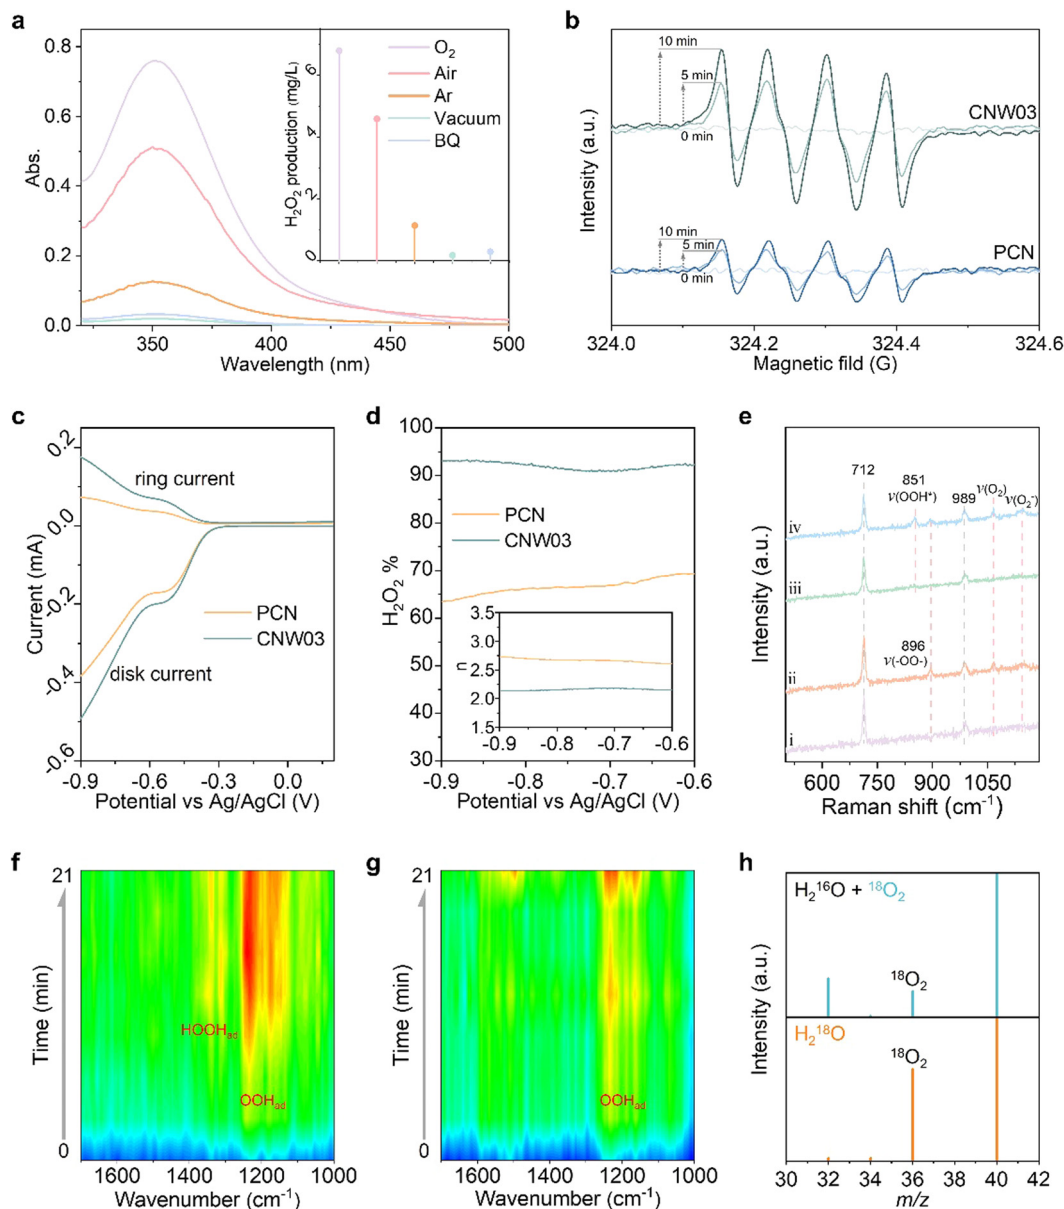 a
0.8
0.6
0.4
0.2
0.0
Abs.
350
400
450
500
Wavelength (nm)
6
4
2
0
H₂O₂ production (mg/L)
O₂
Air
Ar
Vacuum
BQ
b
Intensity (a.u.)
10 min
5 min
0 min
CNW03
10 min
5 min
0 min
PCN
324.0
324.2
324.4
324.6
Magnetic fild (G)
c
0.2
0.0
-0.2
-0.4
-0.6
Current (mA)
ring current
PCN
CNW03
disk current
-0.9
-0.6
-0.3
0.0
Potential vs Ag/AgCl (V)
d
100
90
80
70
60
50
40
30
H₂O₂ %
PCN
CNW03
3.5
3.0
2.5
2.0
1.5
n
-0.9
-0.8
-0.7
-0.6
-0.9
-0.8
-0.7
-0.6
Potential vs Ag/AgCl (V)
e
Intensity (a.u.)
712
851
ν(OOH*)
989
ν(O₂)
ν(O₂⁻)
iv
iii
896
ν(-OO-)
ii
i
600
750
900
1050
Raman shift (cm⁻¹)
f
21
0
Time (min)
HOOHad
OOHad
1600
1400
1200
1000
Wavenumber (cm⁻¹)
g
21
0
Time (min)
OOHad
1600
1400
1200
1000
Wavenumber (cm⁻¹)
h
Intensity (a.u.)
H₂¹⁶O + ¹⁸O₂
¹⁸O₂
H₂¹⁸O
¹⁸O₂
30
32
34
36
38
40
42
m/z